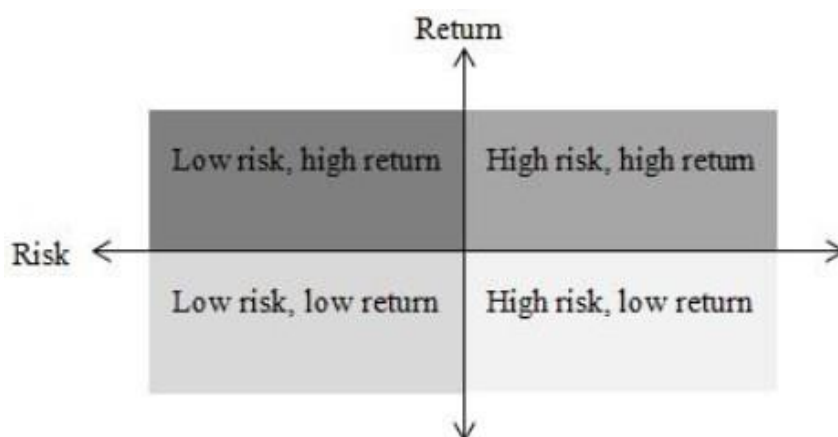 Return
Low risk, high return
High risk, high return
Risk
Low risk, low return
High risk, low return